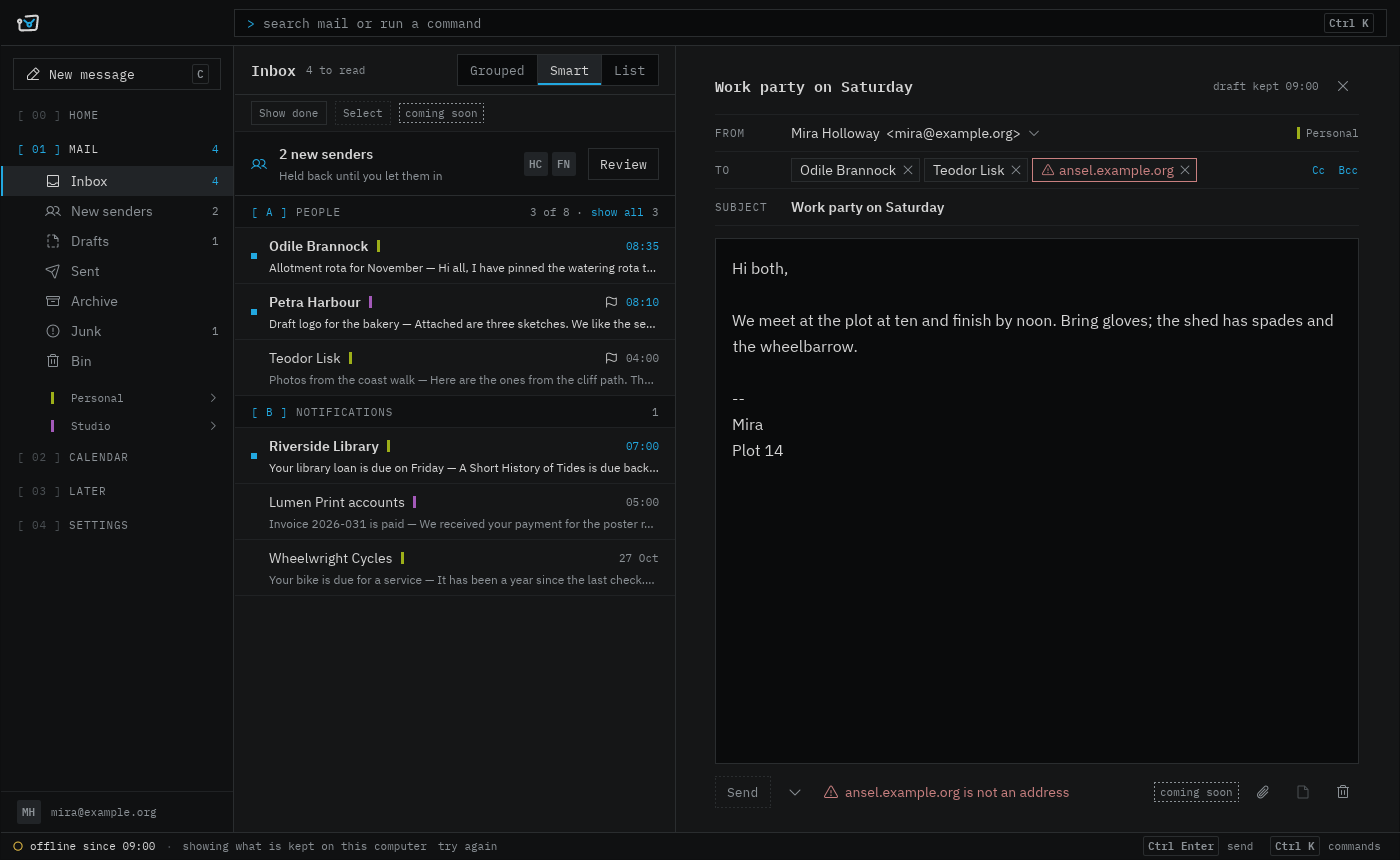 > search mail or run a command Ctrl K
New message C
[ 00 ] HOME
[ 01 ] MAIL 4
Inbox 4
New senders 2
Drafts 1
Sent
Archive
Junk 1
Bin
Personal
Studio
[ 02 ] CALENDAR
[ 03 ] LATER
[ 04 ] SETTINGS
MH mira@example.org
Inbox 4 to read Grouped Smart List
Show done Select coming soon
2 new senders
Held back until you let them in
HC FN Review
[ A ] PEOPLE 3 of 8 · show all 3
Odile Brannock 08:35
Allotment rota for November — Hi all, I have pinned the watering rota t...
Petra Harbour 08:10
Draft logo for the bakery — Attached are three sketches. We like the se...
Teodor Lisk 04:00
Photos from the coast walk — Here are the ones from the cliff path. Th...
[ B ] NOTIFICATIONS 1
Riverside Library 07:00
Your library loan is due on Friday — A Short History of Tides is due back...
Lumen Print accounts 05:00
Invoice 2026-031 is paid — We received your payment for the poster r...
Wheelwright Cycles 27 Oct
Your bike is due for a service — It has been a year since the last check....
Work party on Saturday draft kept 09:00
FROM Mira Holloway <mira@example.org> Personal
TO Odile Brannock Teodor Lisk ansel.example.org Cc Bcc
SUBJECT Work party on Saturday
Hi both,
We meet at the plot at ten and finish by noon. Bring gloves; the shed has spades and
the wheelbarrow.
--
Mira
Plot 14
Send ansel.example.org is not an address coming soon
offline since 09:00 · showing what is kept on this computer try again Ctrl Enter send Ctrl K commands